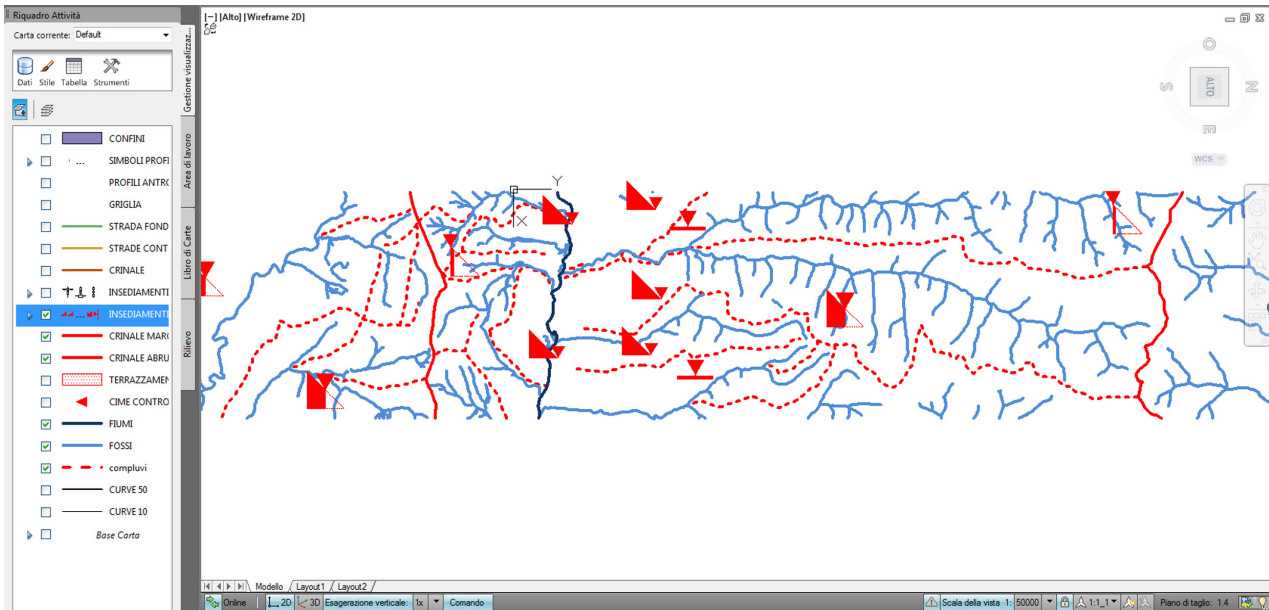 Riquadro Attività
Carta corrente: Default
Dati Stile Tabella Strumenti
CONFINI
SIMBOLI PROFI
PROFILI ANTRO
GRIGLIA
STRADA FOND
STRADE CONT
CRINALE
INSEDIAMENTI
INSEDIAMENTI
CRINALE MARC
CRINALE ABRU
TERRAZZAMEN
CIME CONTRO
FIUMI
FOSSI
compluvi
CURVE 50
CURVE 10
Base Carta
Gestione visualizzaz...
Area di lavoro
Libro di Carte
Rilievo
[−] [Alto] [Wireframe 2D]
Y
X
O
S
ALTO
N
E
WCS
Modello / Layout1 / Layout2 /
Online 2D 3D Esagerazione verticale: 1x Comando
Scala della vista 1: 50000 1:1_1 Piano di taglio: 1.4